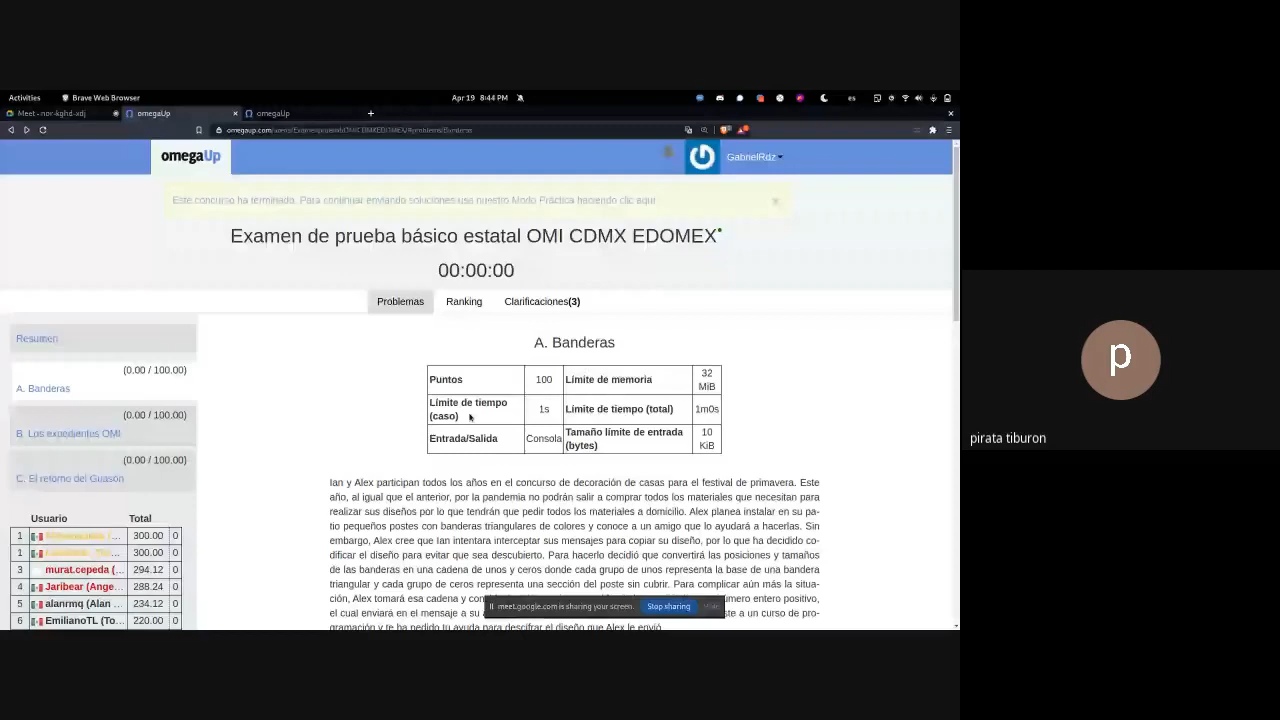 Activities
Brave Web Browser
Apr 19 8:44 PM
es
Meet - nor-kghd-xdj
omegaUp
omegaUp
omegaUp
GabrielRdz
Este concurso ha terminado. Para continuar enviando soluciones usa nuestro Modo Práctica haciendo clic aquí
Examen de prueba básico estatal OMI CDMX EDOMEX
00:00:00
Problemas Ranking Clarificaciones(3)
Resumen
(0.00 / 100.00)
A. Banderas
(0.00 / 100.00)
B. Los expedientes OMI
(0.00 / 100.00)
C. El retorno del Guasón
Usuario Total
1 300.00 0
1 300.00 0
3 murat.cepeda (... 294.12 0
4 Jaribear (Ange... 288.24 0
5 alanrmq (Alan ... 234.12 0
6 EmilianoTL (To... 220.00 0
A. Banderas
Puntos 100 Límite de memoria 32 MiB
Límite de tiempo (caso) 1s Límite de tiempo (total) 1m0s
Entrada/Salida Consola Tamaño límite de entrada (bytes) 10 KiB
Ian y Alex participan todos los años en el concurso de decoración de casas para el festival de primavera. Este
año, al igual que el anterior, por la pandemia no podrán salir a comprar todos los materiales que necesitan para
realizar sus diseños por lo que tendrán que pedir todos los materiales a domicilio. Alex planea instalar en su pa-
tio pequeños postes con banderas triangulares de colores y conoce a un amigo que lo ayudará a hacerlas. Sin
embargo, Alex cree que Ian intentara interceptar sus mensajes para copiar su diseño, por lo que ha decidido co-
dificar el diseño para evitar que sea descubierto. Para hacerlo decidió que convertirá las posiciones y tamaños
de las banderas en una cadena de unos y ceros donde cada grupo de unos representa la base de una bandera
triangular y cada grupo de ceros representa una sección del poste sin cubrir. Para complicar aún más la situa-
ción, Alex tomará esa cadena y con úmero entero positivo,
el cual enviará en el mensaje a su a ste a un curso de pro-
gramación y te ha pedido tu ayuda para descifrar el diseño que Alex le envió.
meet.google.com is sharing your screen.
Stop sharing
Hide
p
pirata tiburon